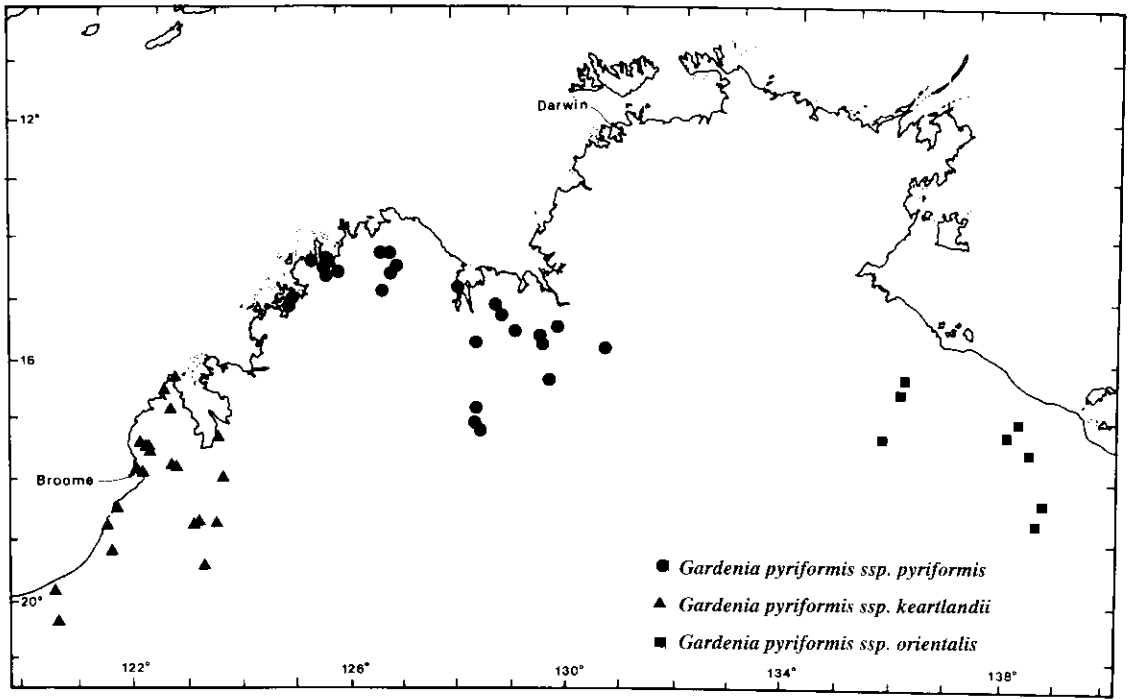 Darwin
12°
16
Broome
Gardenia pyriformis ssp. pyriformis
Gardenia pyriformis ssp. keartlandii
20°
Gardenia pyriformis ssp. orientalis
122° 126° 130° 134° 138°